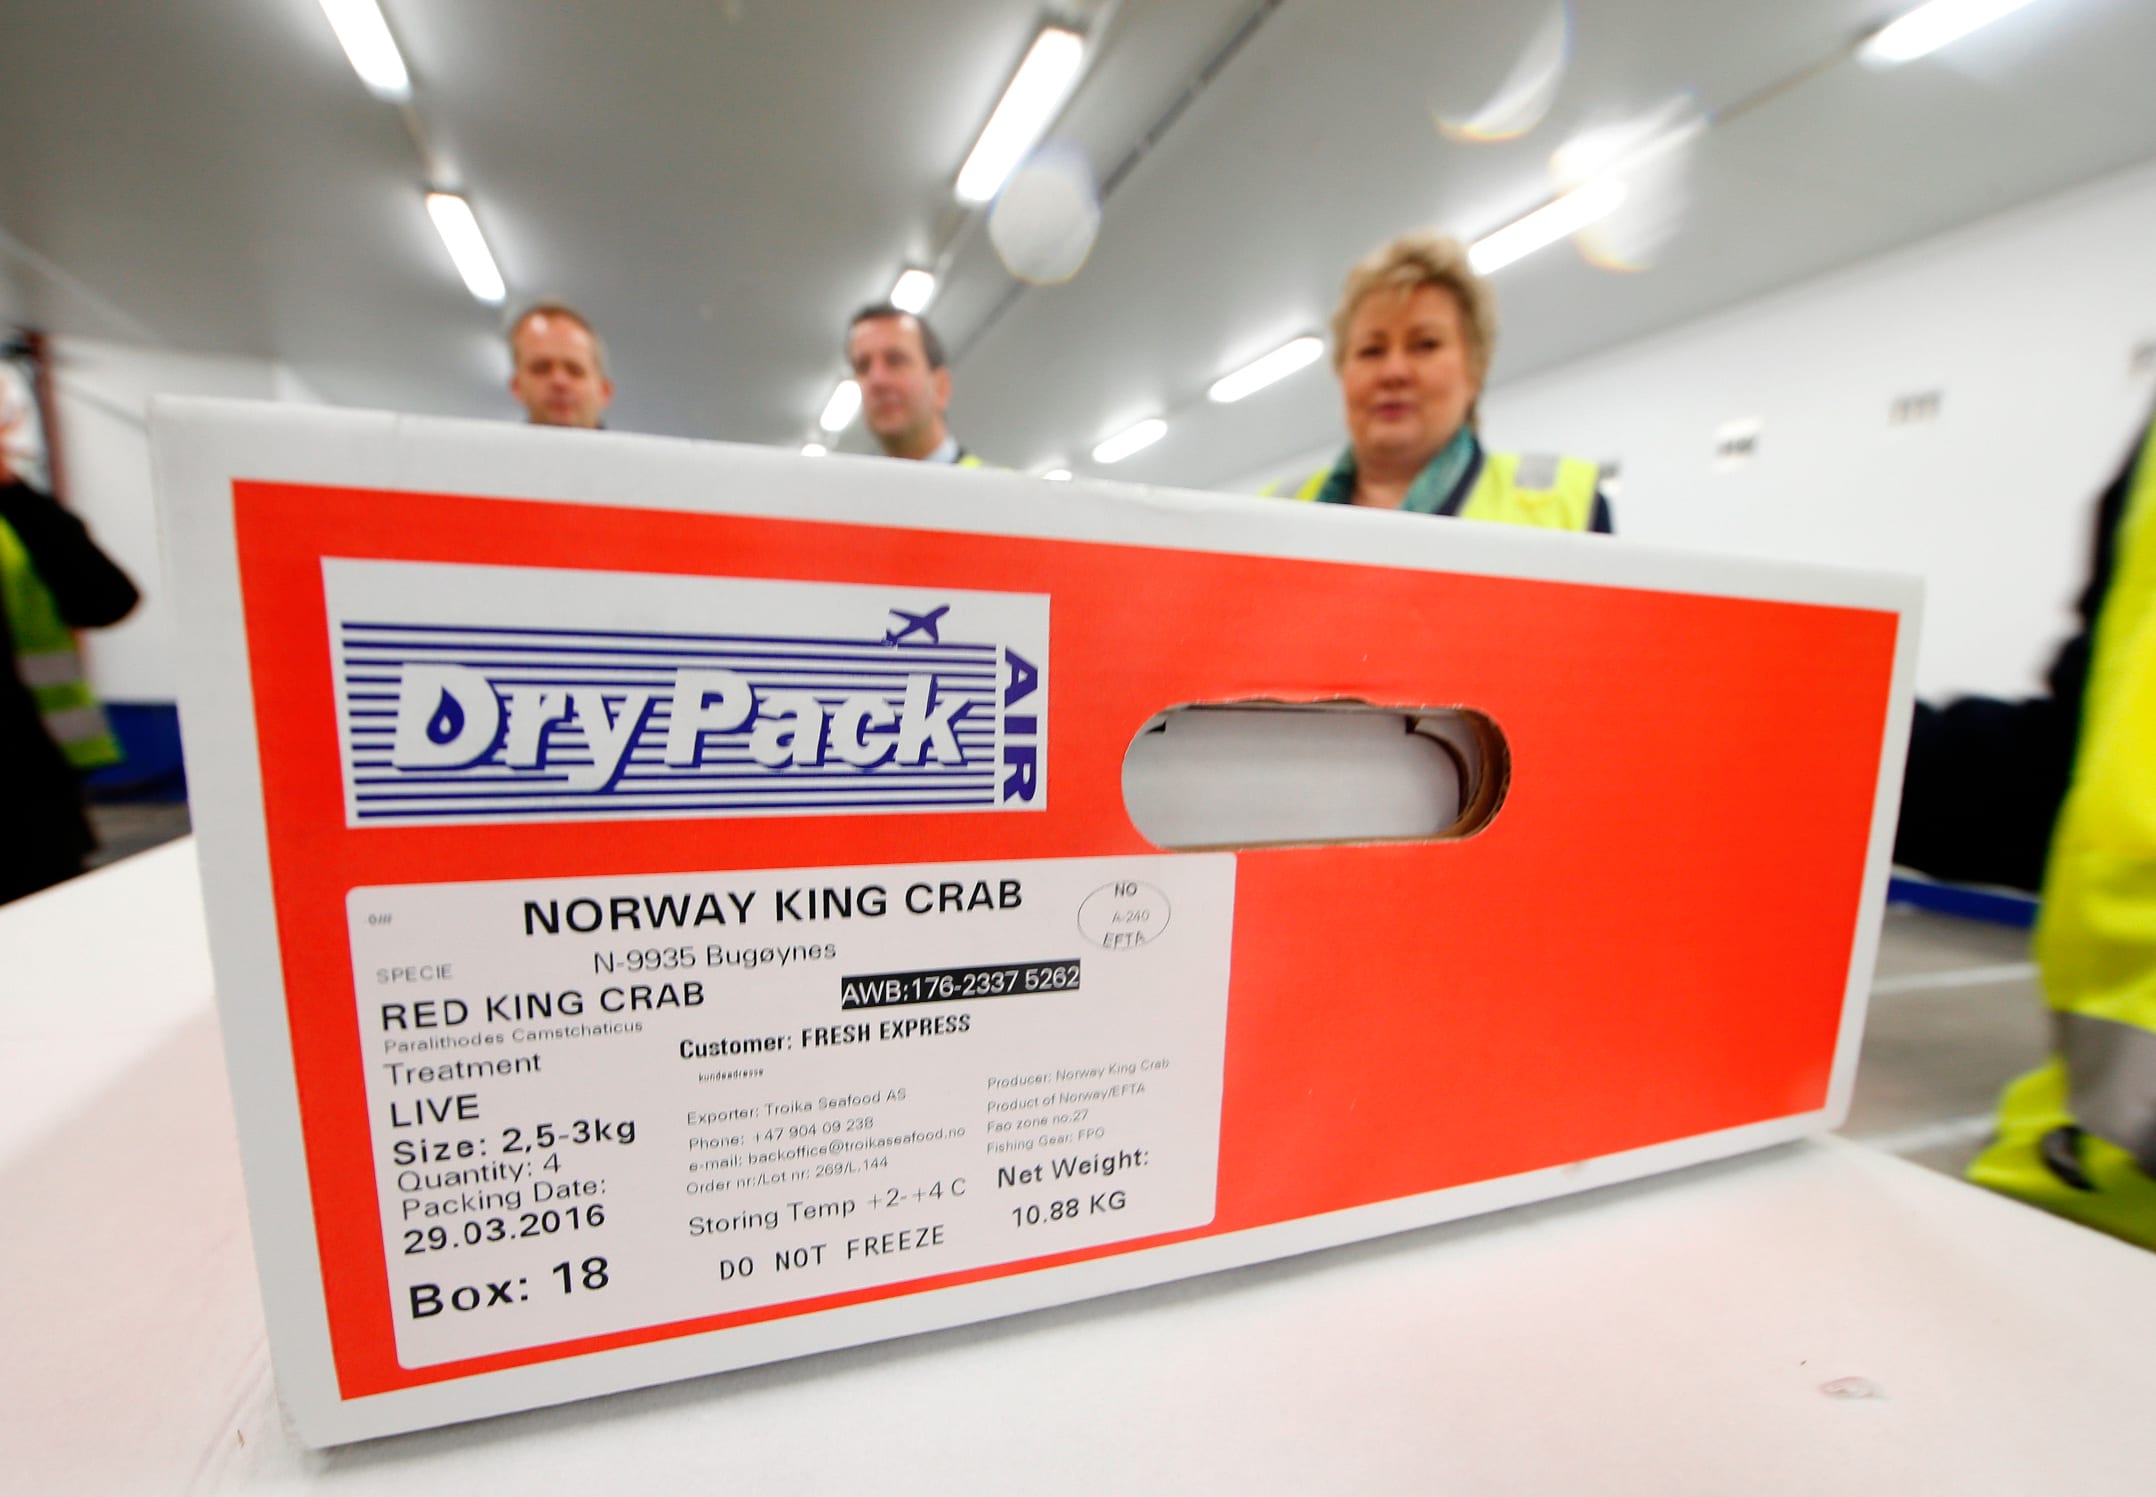 DryPack
AIR
NORWAY KING CRAB
NO
A-240
EFTA
N-9935 Bugøynes
SPECIE
RED KING CRAB
AWB:176-2337 5262
Paralithodes Camstchaticus
Customer: FRESH EXPRESS
Treatment
kundeadresse
LIVE
Exporter: Troika Seafood AS
Producer: Norway King Crab
Size: 2,5-3kg
Phone: +47 904 09 238
Product of Norway/EFTA
Quantity: 4
e-mail: backoffice@troikaseafood.no
Fao zone no:27
Packing Date:
Order nr:/Lot nr: 269/L.144
Fishing Gear: FPO
29.03.2016
Storing Temp +2-+4 C
Net Weight:
10.88 KG
Box: 18
DO NOT FREEZE